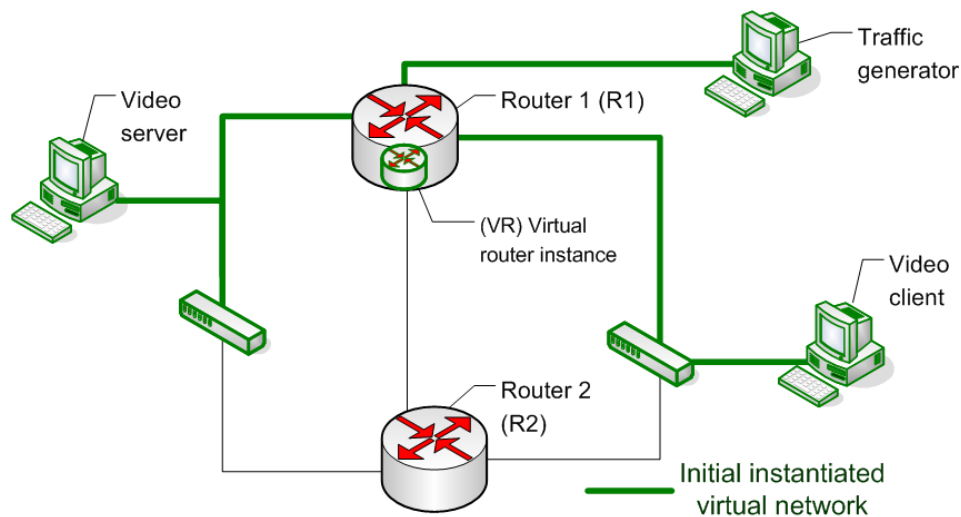 Traffic
generator
Router 1 (R1)
Video
server
(VR) Virtual
router instance
Video
client
Router 2
(R2)
Initial instantiated
virtual network